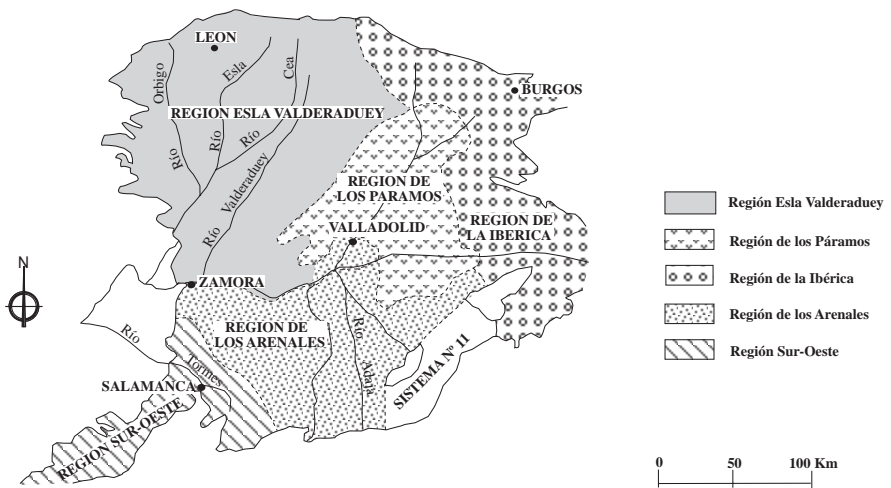 LEON
BURGOS
Orbigo
Río
Esla
Río
Cea
Río
REGION ESLA VALDERADUEY
Río Valderaduey
REGION DE
LOS PARAMOS
VALLADOLID
REGION DE
LA IBERICA
N
ZAMORA
Río
Tormes
REGION DE
LOS ARENALES
Río Adaja
SALAMANCA
SISTEMA Nº 11
REGION SUR-OESTE
Región Esla Valderaduey
Región de los Páramos
Región de la Ibérica
Región de los Arenales
Región Sur-Oeste
0 50 100 Km